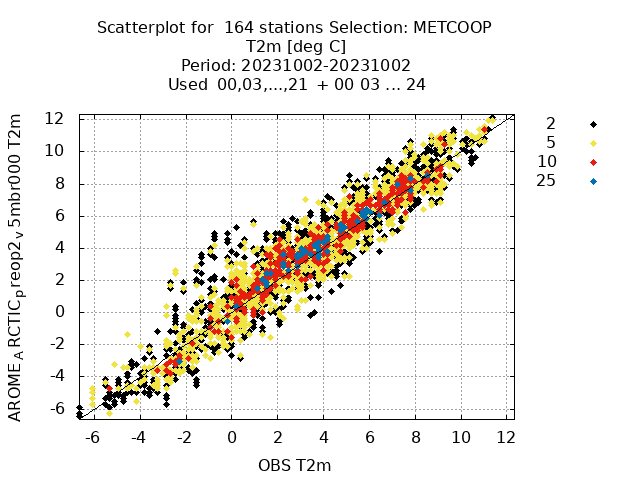 Scatterplot for  164 stations Selection: METCOOP
T2m [deg C]
Period: 20231002-20231002
Used  00,03,...,21  + 00 03 ... 24
AROME_ARCTIC_preop2_v5mbr000 T2m
12
10
8
6
4
2
0
-2
-4
-6
-6 -4 -2 0 2 4 6 8 10 12
OBS T2m
2
5
10
25